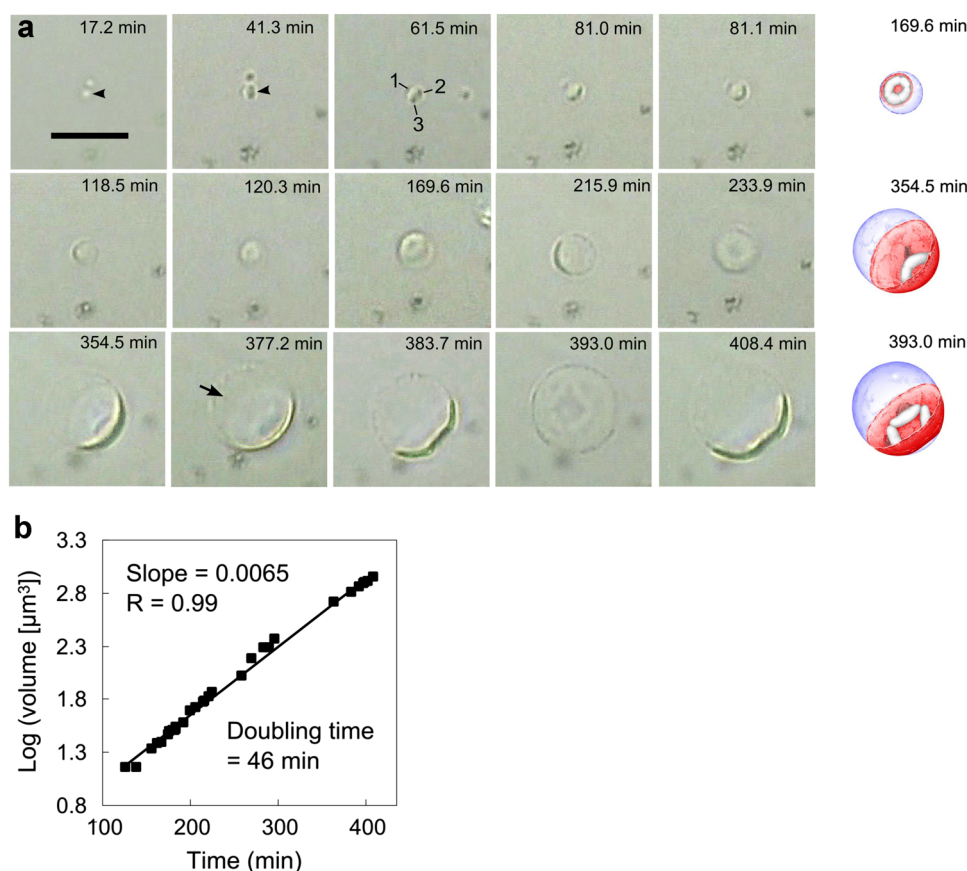 a
17.2 min
41.3 min
61.5 min
81.0 min
81.1 min
169.6 min
1
2
3
118.5 min
120.3 min
169.6 min
215.9 min
233.9 min
354.5 min
354.5 min
377.2 min
383.7 min
393.0 min
408.4 min
393.0 min
b
Log (volume [µm³])
3.3
2.8
2.3
1.8
1.3
0.8
Slope = 0.0065
R = 0.99
Doubling time
= 46 min
100
200
300
400
Time (min)